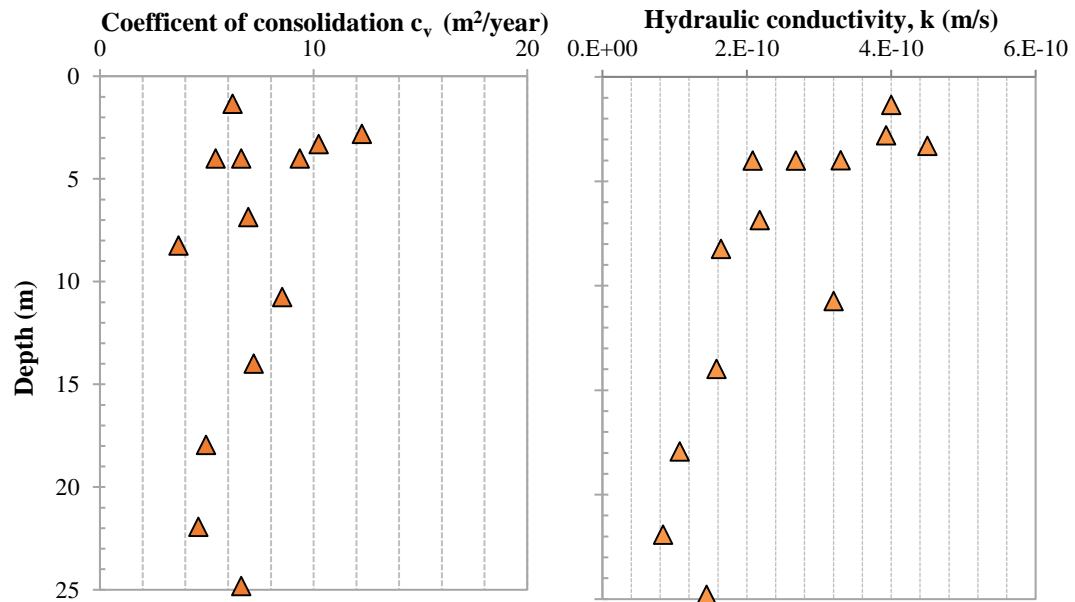 Coefficent of consolidation cᵥ (m²/year)
0 10 20
0
5
10
15
20
25
Depth (m)
Hydraulic conductivity, k (m/s)
0.E+00 2.E-10 4.E-10 6.E-10